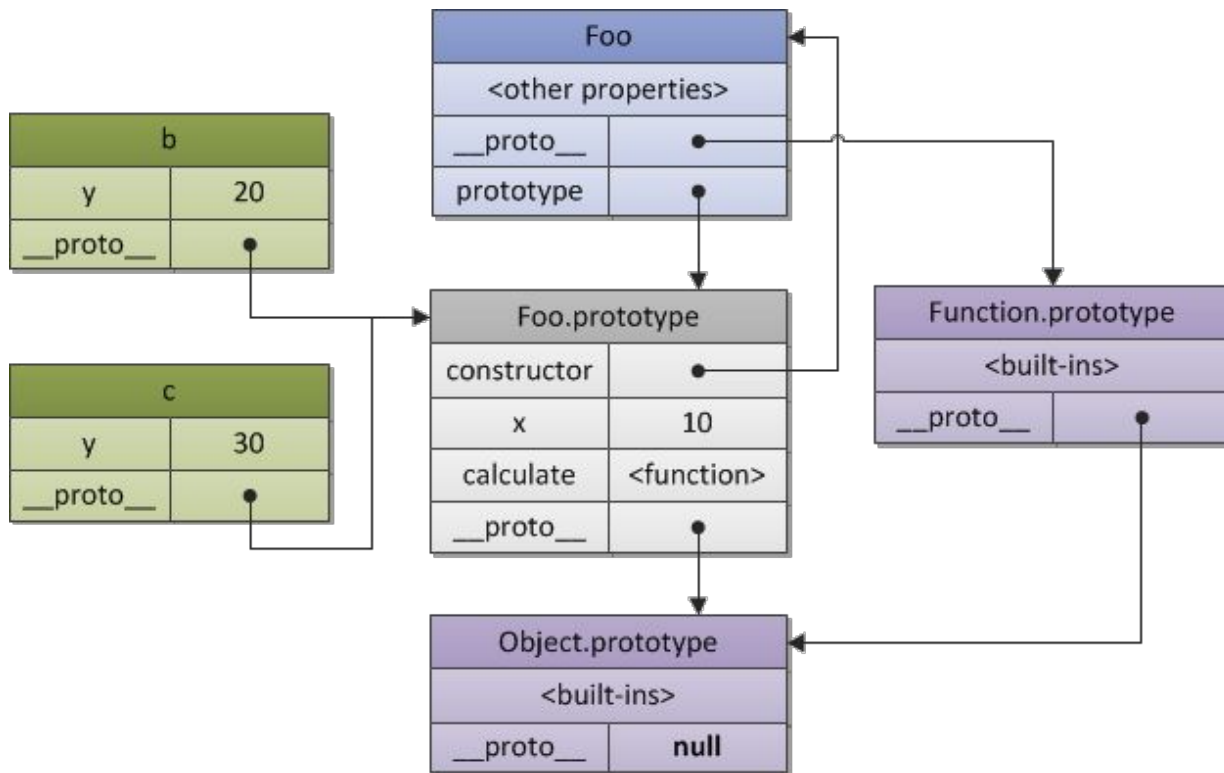 Foo
<other properties>
__proto__
prototype
b
y 20
__proto__
c
y 30
__proto__
Foo.prototype
constructor
x 10
calculate <function>
__proto__
Function.prototype
<built-ins>
__proto__
Object.prototype
<built-ins>
__proto__ null